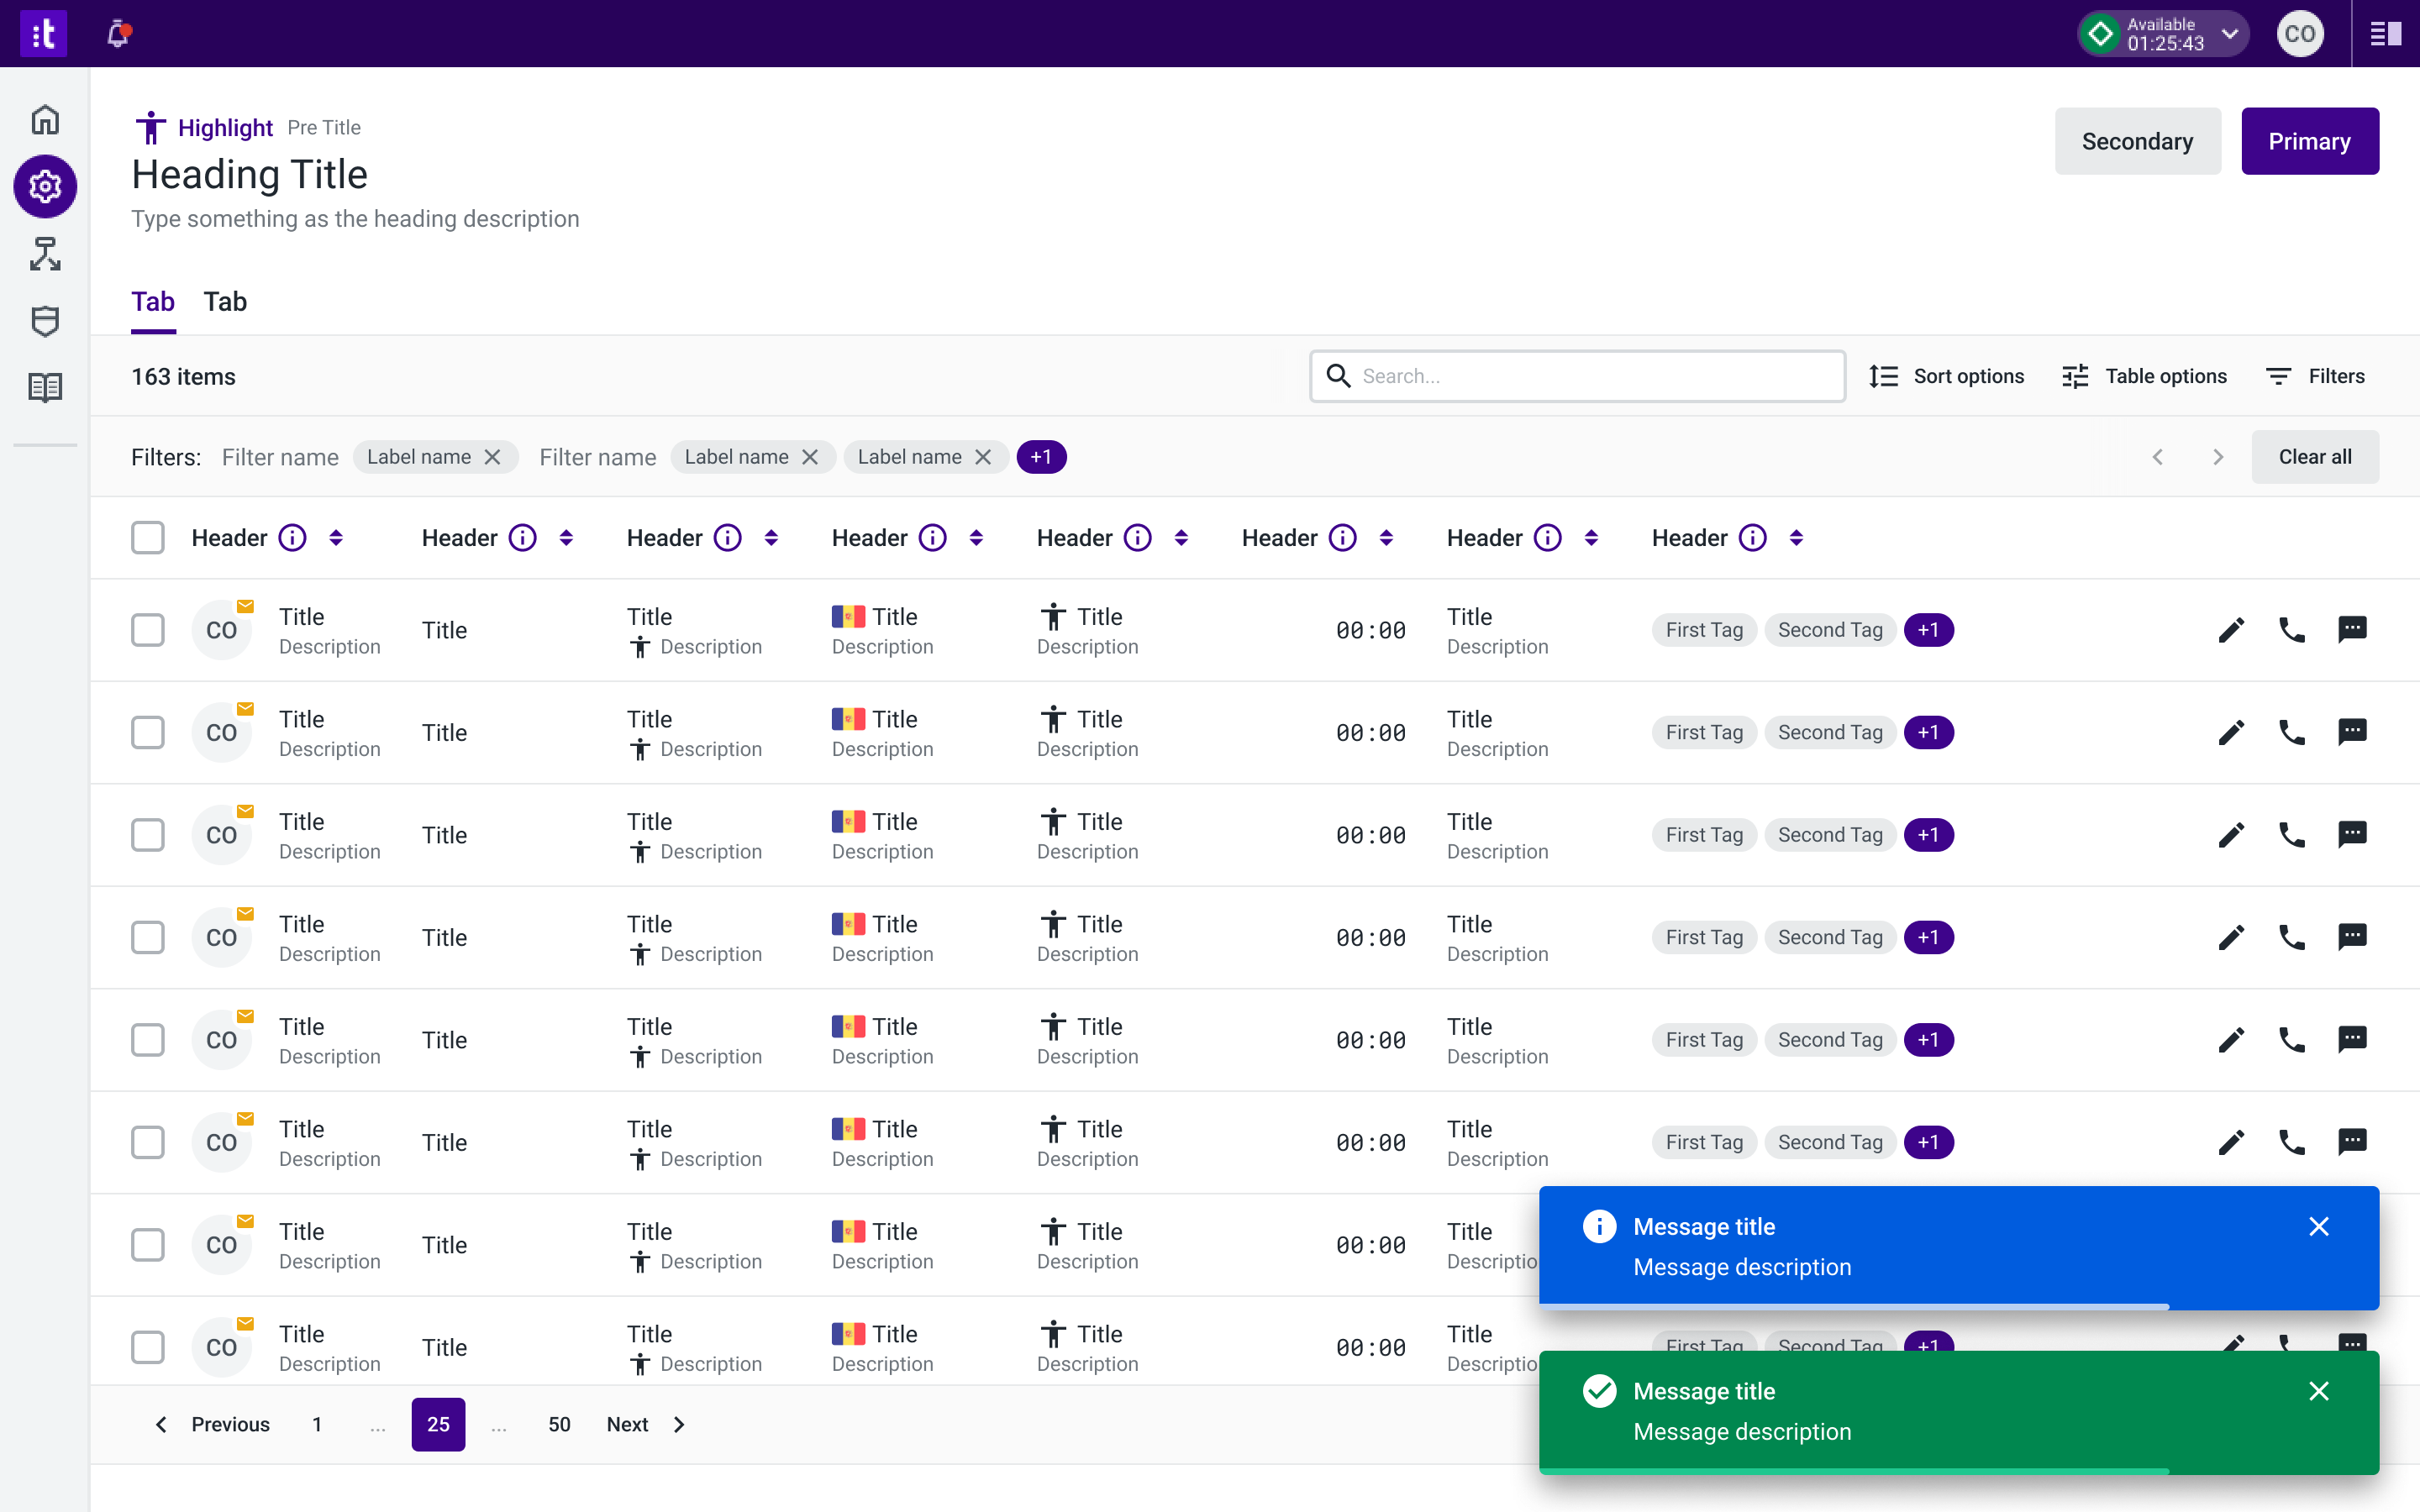 :t
Available
01:25:43
CO
Highlight Pre Title
Heading Title
Type something as the heading description
Secondary
Primary
Tab Tab
163 items
Search...
Sort options
Table options
Filters
Filters: Filter name Label name Filter name Label name Label name +1
Clear all
Header Header Header Header Header Header Header Header
CO Title Title Title Title Title 00:00 Title First Tag Second Tag +1
Description Description Description Description Description
CO Title Title Title Title Title 00:00 Title First Tag Second Tag +1
Description Description Description Description Description
CO Title Title Title Title Title 00:00 Title First Tag Second Tag +1
Description Description Description Description Description
CO Title Title Title Title Title 00:00 Title First Tag Second Tag +1
Description Description Description Description Description
CO Title Title Title Title Title 00:00 Title First Tag Second Tag +1
Description Description Description Description Description
CO Title Title Title Title Title 00:00 Title First Tag Second Tag +1
Description Description Description Description Description
CO Title Title Title Title Title 00:00 Title
Description Description Description Description Descriptio
Message title
Message description
CO Title Title Title Title Title 00:00 Title First Tag Second Tag +1
Description Description Description Description Descriptio
Message title
Message description
Previous 1 ... 25 ... 50 Next